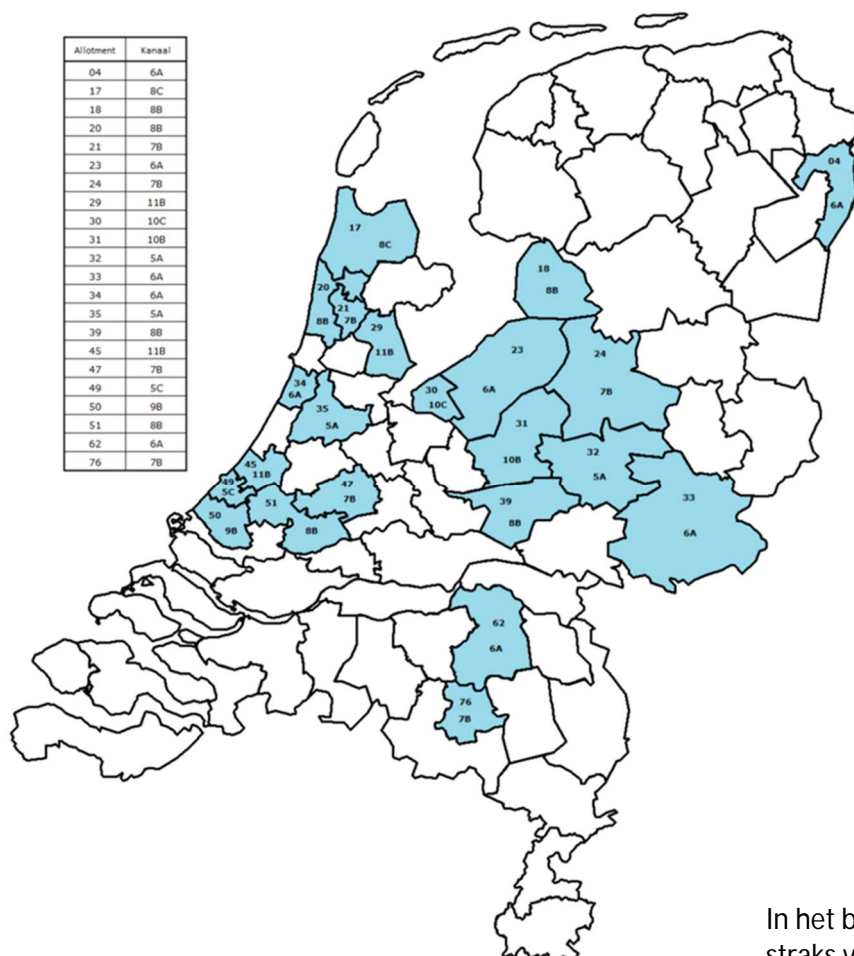 Allotment Kanaal
04 6A
17 8C
18 8B
20 8B
21 7B
23 6A
24 7B
29 11B
30 10C
31 10B
32 5A
33 6A
34 6A
35 5A
39 8B
45 11B
47 7B
49 5C
50 9B
51 8B
62 6A
76 7B
04
6A
17
8C
18
8B
20
8B
21
7B
29
11B
23
6A
24
7B
30
10C
34
6A
35
5A
31
10B
32
5A
45
11B
49
5C
47
7B
33
6A
39
8B
50
9B
51
8B
62
6A
76
7B
In het b
straks v